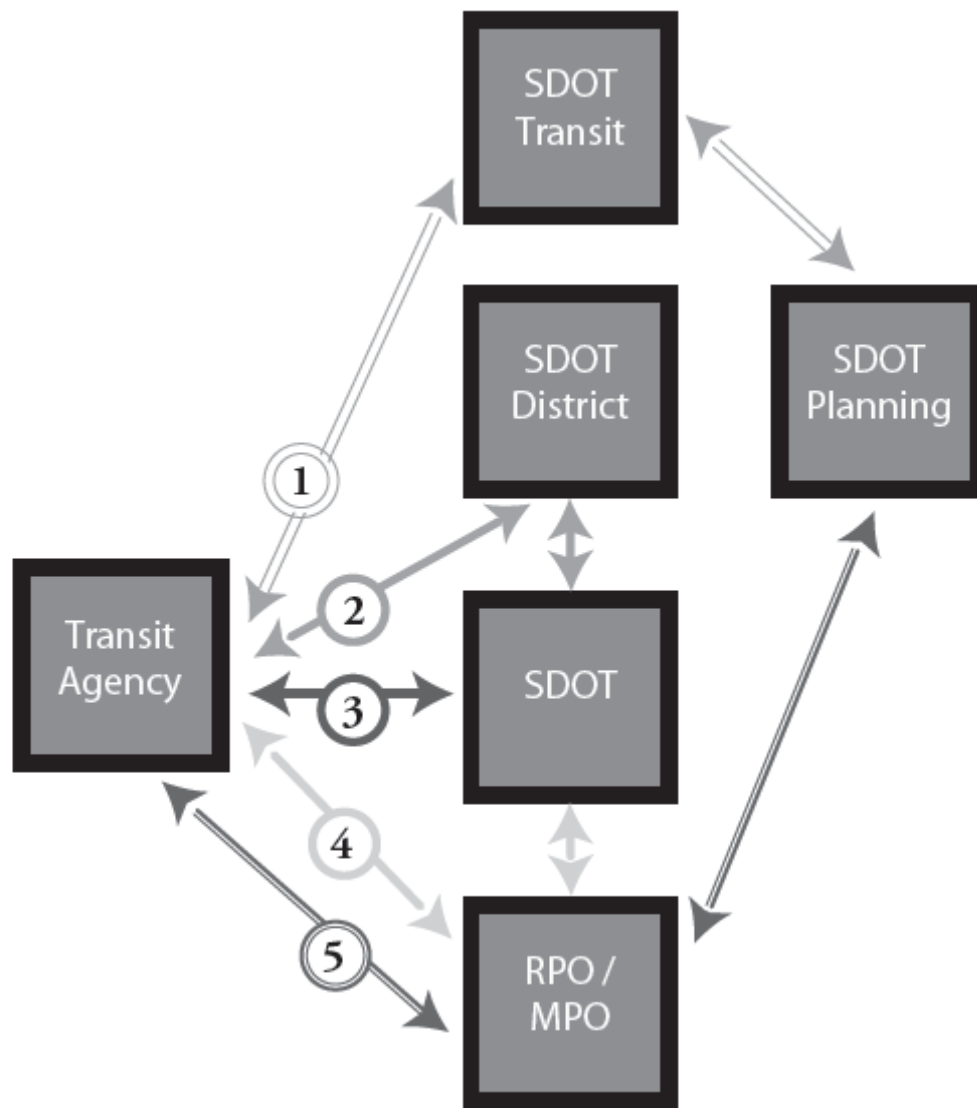 SDOT
Transit
SDOT
District
SDOT
Planning
1
2
Transit
Agency
SDOT
3
4
5
RPO /
MPO